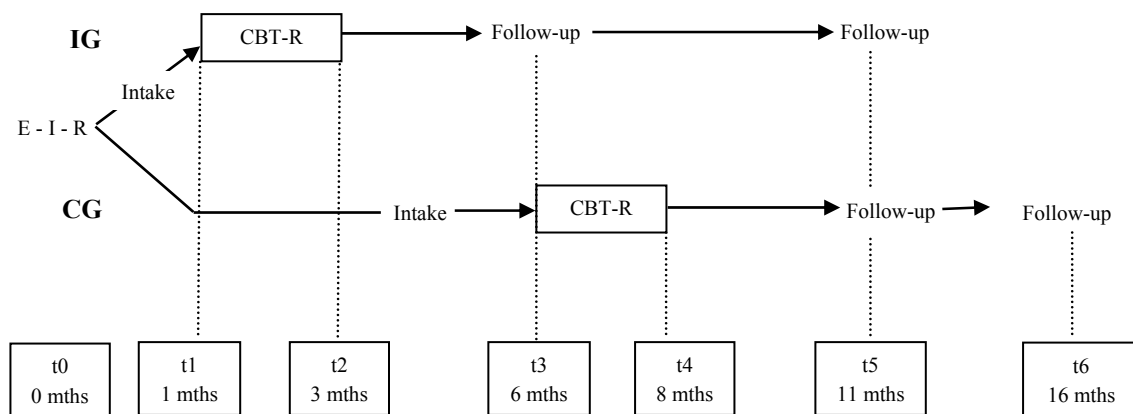 IG
CBT-R
Follow-up
Follow-up
Intake
E - I - R
CG
Intake
CBT-R
Follow-up
Follow-up
t0
0 mths
t1
1 mths
t2
3 mths
t3
6 mths
t4
8 mths
t5
11 mths
t6
16 mths